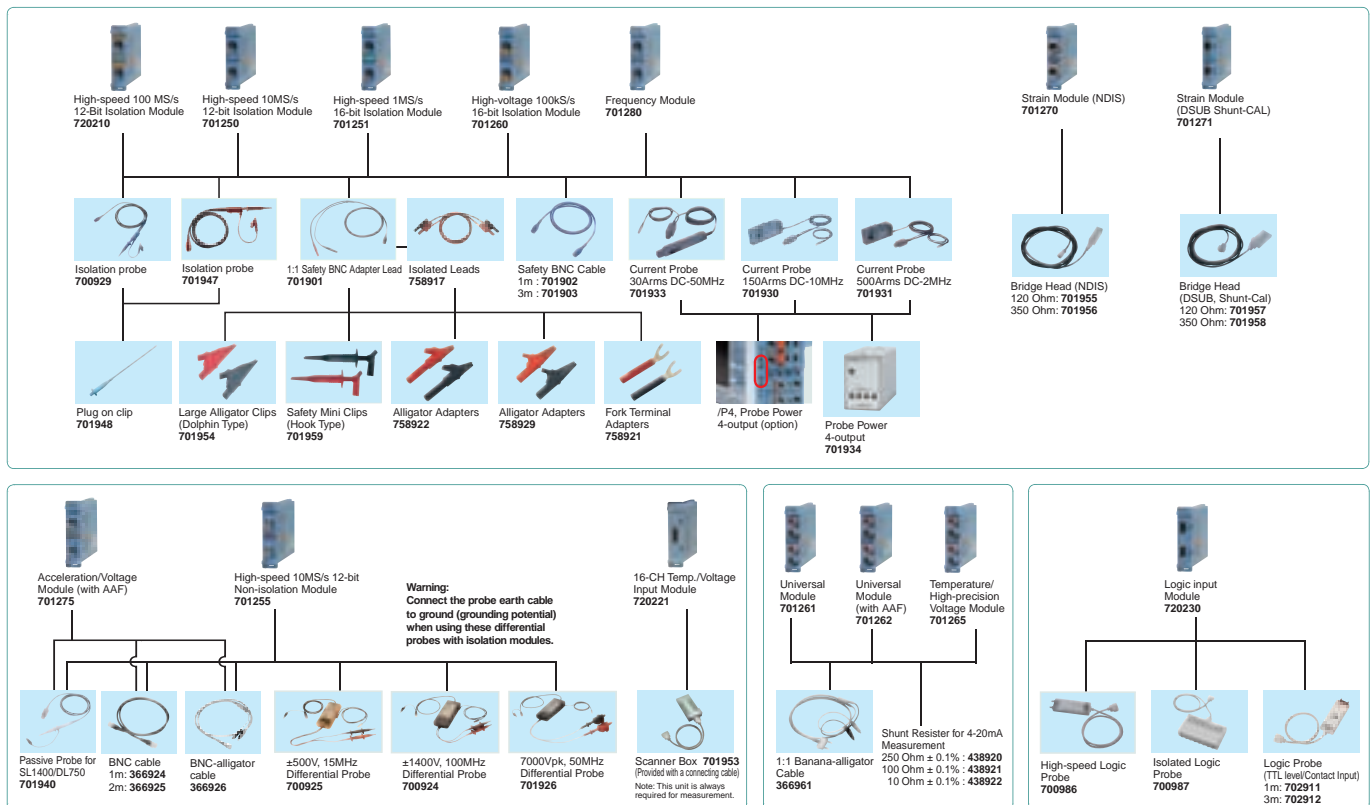 High-speed 100 MS/s
12-Bit Isolation Module
720210
High-speed 10MS/s
12-bit Isolation Module
701250
High-speed 1MS/s
16-bit Isolation Module
701251
High-voltage 100kS/s
16-bit Isolation Module
701260
Frequency Module
701280
Strain Module (NDIS)
701270
Strain Module
(DSUB Shunt-CAL)
701271
Isolation probe
700929
Isolation probe
701947
1:1 Safety BNC Adapter Lead
701901
Isolated Leads
758917
Safety BNC Cable
1m : 701902
3m : 701903
Current Probe
30Arms DC-50MHz
701933
Current Probe
150Arms DC-10MHz
701930
Current Probe
500Arms DC-2MHz
701931
Bridge Head (NDIS)
120 Ohm: 701955
350 Ohm: 701956
Bridge Head
(DSUB, Shunt-Cal)
120 Ohm: 701957
350 Ohm: 701958
Plug on clip
701948
Large Alligator Clips
(Dolphin Type)
701954
Safety Mini Clips
(Hook Type)
701959
Alligator Adapters
758922
Alligator Adapters
758929
Fork Terminal
Adapters
758921
/P4, Probe Power
4-output (option)
Probe Power
4-output
701934
Acceleration/Voltage
Module (with AAF)
701275
High-speed 10MS/s 12-bit
Non-isolation Module
701255
Warning:
Connect the probe earth cable
to ground (grounding potential)
when using these differential
probes with isolation modules.
16-CH Temp./Voltage
Input Module
720221
Passive Probe for
SL1400/DL750
701940
BNC cable
1m: 366924
2m: 366925
BNC-alligator
cable
366926
±500V, 15MHz
Differential Probe
700925
±1400V, 100MHz
Differential Probe
700924
7000Vpk, 50MHz
Differential Probe
701926
Scanner Box 701953
(Provided with a connecting cable)
Note: This unit is always
required for measurement.
Universal
Module
701261
Universal
Module
(with AAF)
701262
Temperature/
High-precision
Voltage Module
701265
1:1 Banana-alligator
Cable
366961
Shunt Resister for 4-20mA
Measurement
250 Ohm ± 0.1% : 438920
100 Ohm ± 0.1% : 438921
10 Ohm ± 0.1% : 438922
Logic input
Module
720230
High-speed Logic
Probe
700986
Isolated Logic
Probe
700987
Logic Probe
(TTL level/Contact Input)
1m: 702911
3m: 702912